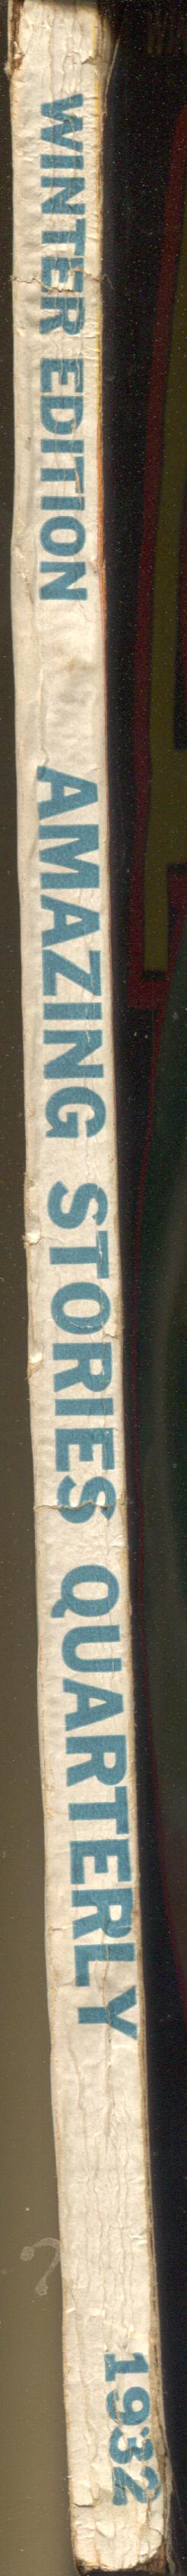 WINTER EDITION AMAZING STORIES QUARTERLY 1932